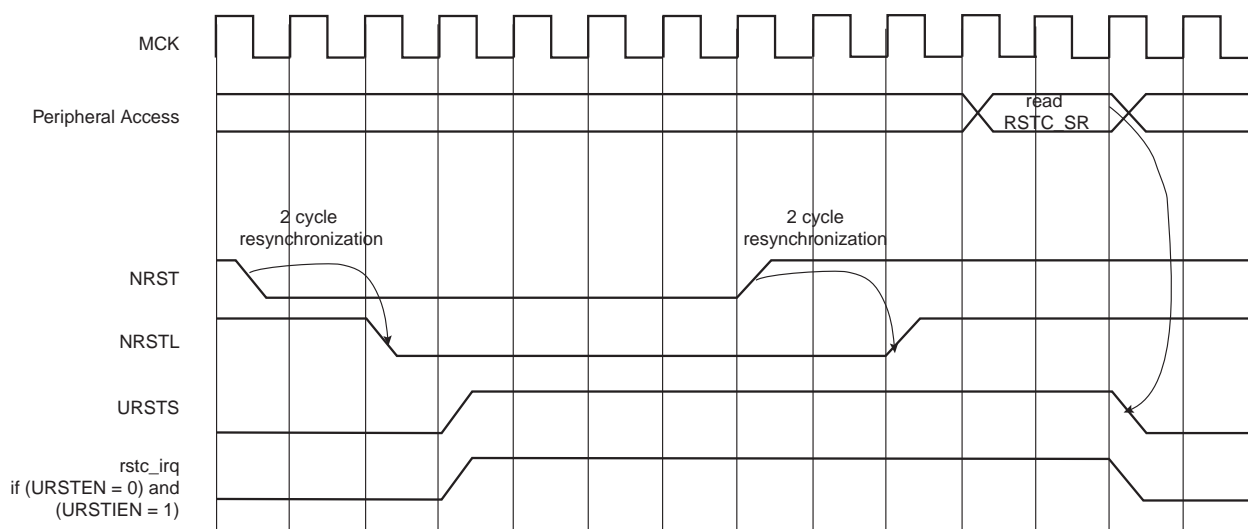 MCK
Peripheral Access
read
RSTC_SR
2 cycle
resynchronization
2 cycle
resynchronization
NRST
NRSTL
URSTS
rstc_irq
if (URSTEN = 0) and
(URSTIEN = 1)